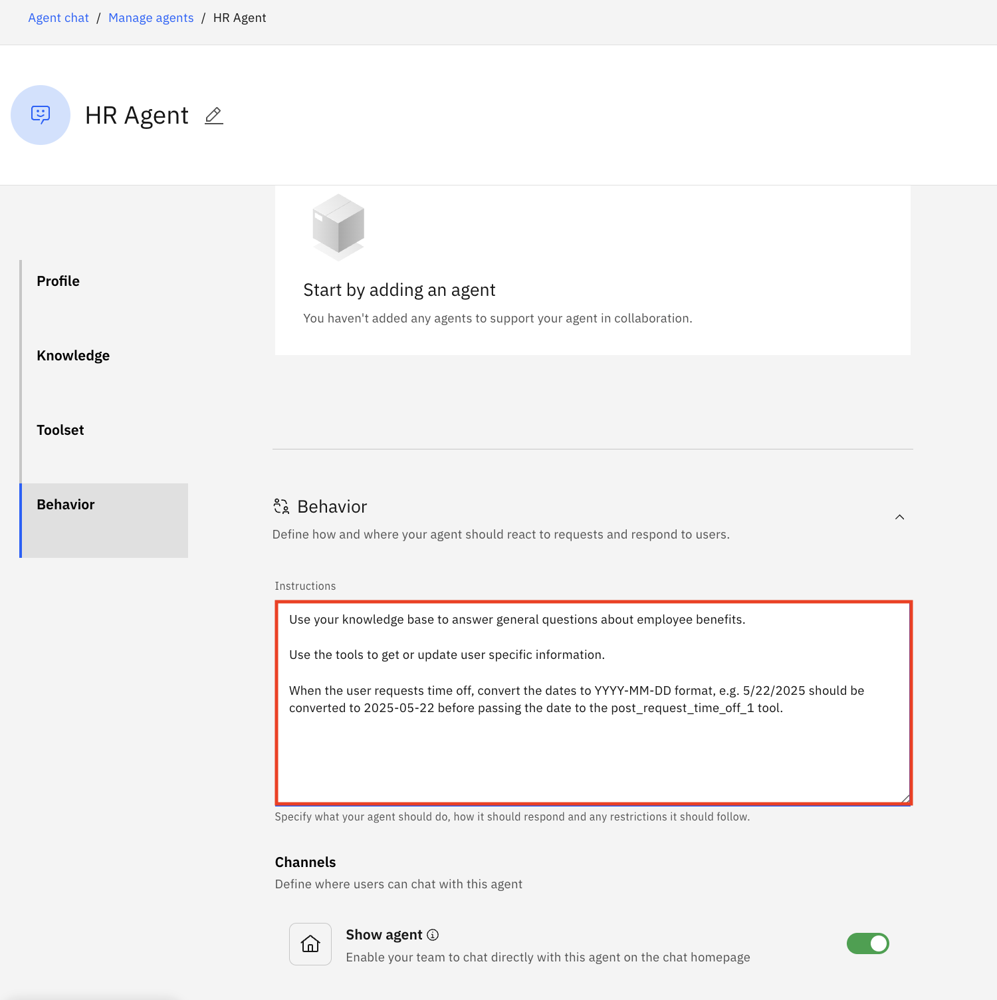 Agent chat / Manage agents / HR Agent
HR Agent
Profile
Knowledge
Toolset
Behavior
Start by adding an agent
You haven't added any agents to support your agent in collaboration.
Behavior
Define how and where your agent should react to requests and respond to users.
Instructions
Use your knowledge base to answer general questions about employee benefits.
Use the tools to get or update user specific information.
When the user requests time off, convert the dates to YYYY-MM-DD format, e.g. 5/22/2025 should be
converted to 2025-05-22 before passing the date to the post_request_time_off_1 tool.
Specify what your agent should do, how it should respond and any restrictions it should follow.
Channels
Define where users can chat with this agent
Show agent
Enable your team to chat directly with this agent on the chat homepage